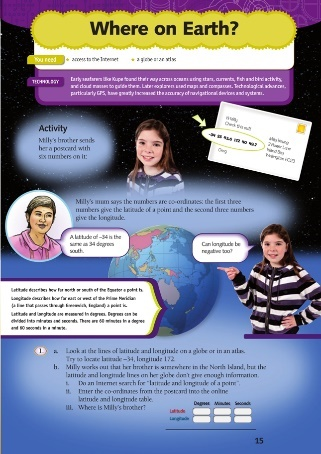 Where on Earth?
You need
• access to the Internet • a globe or an atlas
TECHNOLOGY
Early seafarers like Kupe found their way across oceans using stars, currents, fish and bird activity,
and cloud masses to guide them. Later explorers used maps and compasses. Technological advances,
particularly GPS, have greatly increased the accuracy of navigational devices and systems.
Activity
Milly's brother sends
her a postcard with
six numbers on it:
Hi Milly
Check this out!
Greg
Milly's mum says the numbers are co-ordinates: the first three
numbers give the latitude of a point and the second three numbers
give the longitude.
A latitude of –34 is the
same as 34 degrees
south.
Can longitude be
negative too?
Latitude describes how far north or south of the Equator a point is.
Longitude describes how far east or west of the Prime Meridian
(a line that passes through Greenwich, England) a point is.
Latitude and longitude are measured in degrees. Degrees can be
divided into minutes and seconds. There are 60 minutes in a degree
and 60 seconds in a minute.
1. a. Look at the lines of latitude and longitude on a globe or in an atlas.
Try to locate latitude –34, longitude 172.
b. Milly works out that her brother is somewhere in the North Island, but the
latitude and longitude lines on her globe don't give enough information.
i. Do an Internet search for "latitude and longitude of a point".
ii. Enter the co-ordinates from the postcard into the online
latitude and longitude table.
iii. Where is Milly's brother?
Degrees Minutes Seconds
Latitude
Longitude
15